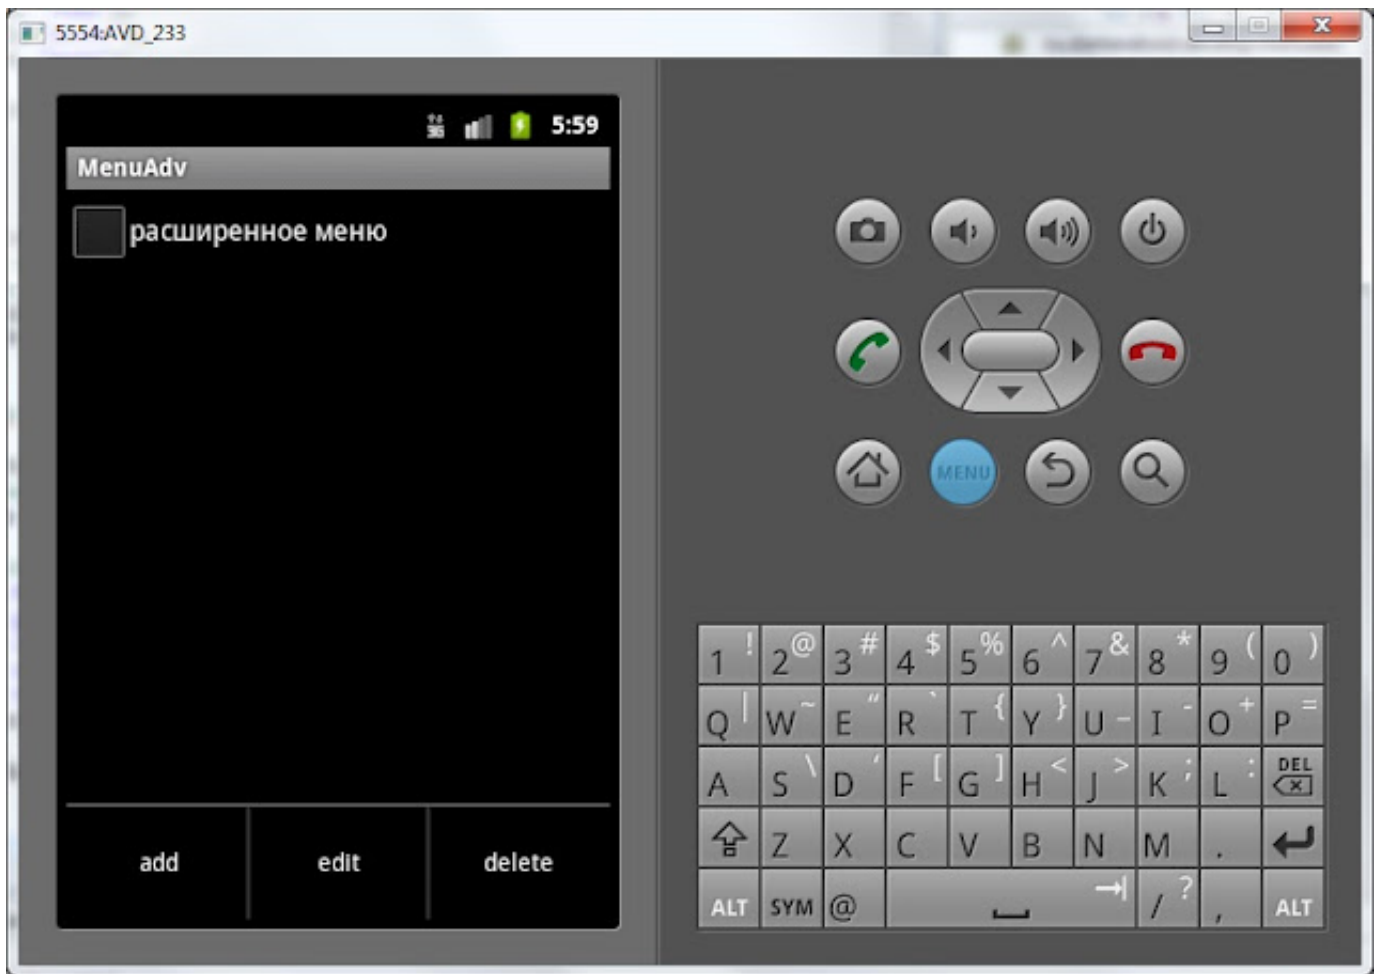 5554:AVD_233
3G 5:59
MenuAdv
расширенное меню
add edit delete
MENU
1 ! 2 @ 3 # 4 $ 5 % 6 ^ 7 & 8 * 9 ( 0 )
Q | W ~ E " R ` T { Y } U _ I - O + P =
A S \ D ' F [ G ] H < J > K ; L : DEL
Z X C V B N M .
ALT SYM @ / ? , ALT